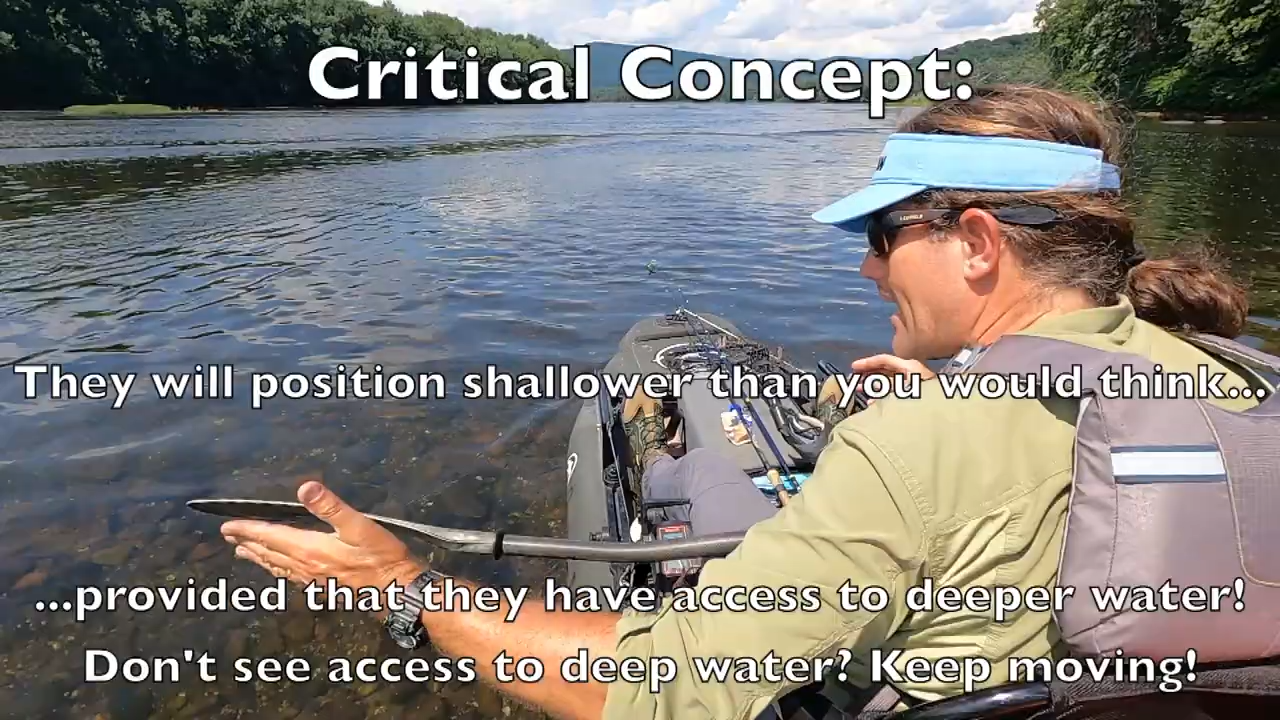 Critical Concept:
They will position shallower than you would think...
...provided that they have access to deeper water!
Don't see access to deep water? Keep moving!